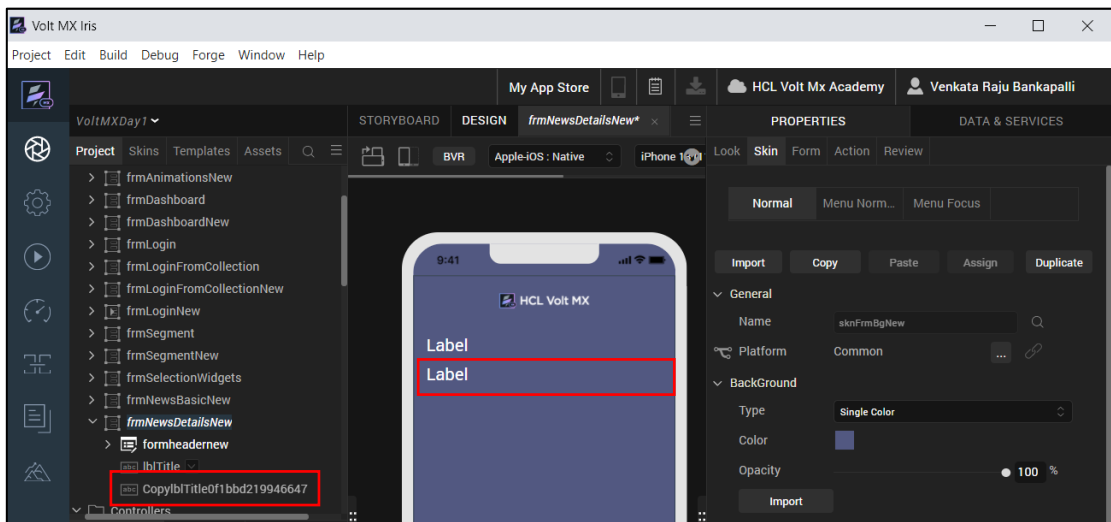 Volt MX Iris
Project Edit Build Debug Forge Window Help
My App Store HCL Volt Mx Academy Venkata Raju Bankapalli
VoltMXDay1 STORYBOARD DESIGN frmNewsDetailsNew* × PROPERTIES DATA & SERVICES
Project Skins Templates Assets BVR Apple-iOS : Native Look Skin Form Action Review
frmAnimationsNew
frmDashboard
frmDashboardNew
frmLogin
frmLoginFromCollection
frmLoginFromCollectionNew
frmLoginNew
frmSegment
frmSegmentNew
frmSelectionWidgets
frmNewsBasicNew
frmNewsDetailsNew
formheadernew
lblTitle
CopylblTitle0f1bbd219946647
Controllers
9:41
HCL Volt MX
Label
Label
Normal Menu Norm... Menu Focus
Import Copy Paste Assign Duplicate
General
Name sknFrmBgNew
Platform Common ...
BackGround
Type Single Color
Color
Opacity 100 %
Import